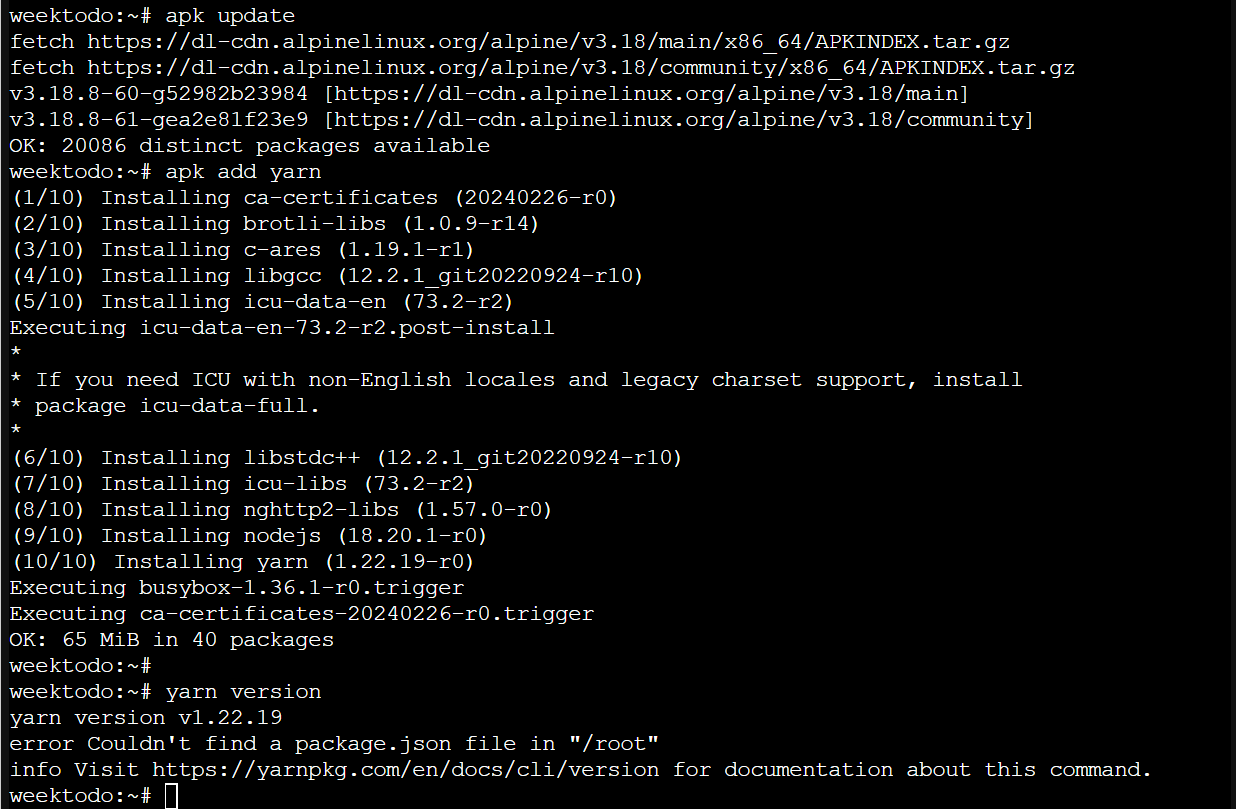 weektodo:~# apk update
fetch https://dl-cdn.alpinelinux.org/alpine/v3.18/main/x86_64/APKINDEX.tar.gz
fetch https://dl-cdn.alpinelinux.org/alpine/v3.18/community/x86_64/APKINDEX.tar.gz
v3.18.8-60-g52982b23984 [https://dl-cdn.alpinelinux.org/alpine/v3.18/main]
v3.18.8-61-gea2e81f23e9 [https://dl-cdn.alpinelinux.org/alpine/v3.18/community]
OK: 20086 distinct packages available
weektodo:~# apk add yarn
(1/10) Installing ca-certificates (20240226-r0)
(2/10) Installing brotli-libs (1.0.9-r14)
(3/10) Installing c-ares (1.19.1-r1)
(4/10) Installing libgcc (12.2.1_git20220924-r10)
(5/10) Installing icu-data-en (73.2-r2)
Executing icu-data-en-73.2-r2.post-install
*
* If you need ICU with non-English locales and legacy charset support, install
* package icu-data-full.
*
(6/10) Installing libstdc++ (12.2.1_git20220924-r10)
(7/10) Installing icu-libs (73.2-r2)
(8/10) Installing nghttp2-libs (1.57.0-r0)
(9/10) Installing nodejs (18.20.1-r0)
(10/10) Installing yarn (1.22.19-r0)
Executing busybox-1.36.1-r0.trigger
Executing ca-certificates-20240226-r0.trigger
OK: 65 MiB in 40 packages
weektodo:~#
weektodo:~# yarn version
yarn version v1.22.19
error Couldn't find a package.json file in "/root"
info Visit https://yarnpkg.com/en/docs/cli/version for documentation about this command.
weektodo:~#